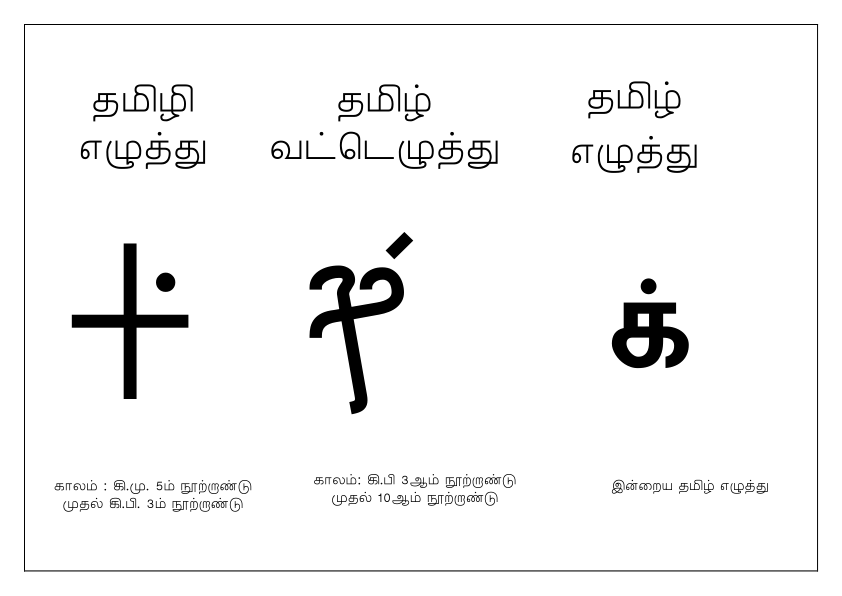 தமிழி
எழுத்து
தமிழ்
வட்டெழுத்து
தமிழ்
எழுத்து
க்
காலம் : கி.மு. 5ம் நூற்றாண்டு
முதல் கி.பி. 3ம் நூற்றாண்டு
காலம்: கி.பி 3ஆம் நூற்றாண்டு
முதல் 10ஆம் நூற்றாண்டு
இன்றைய தமிழ் எழுத்து